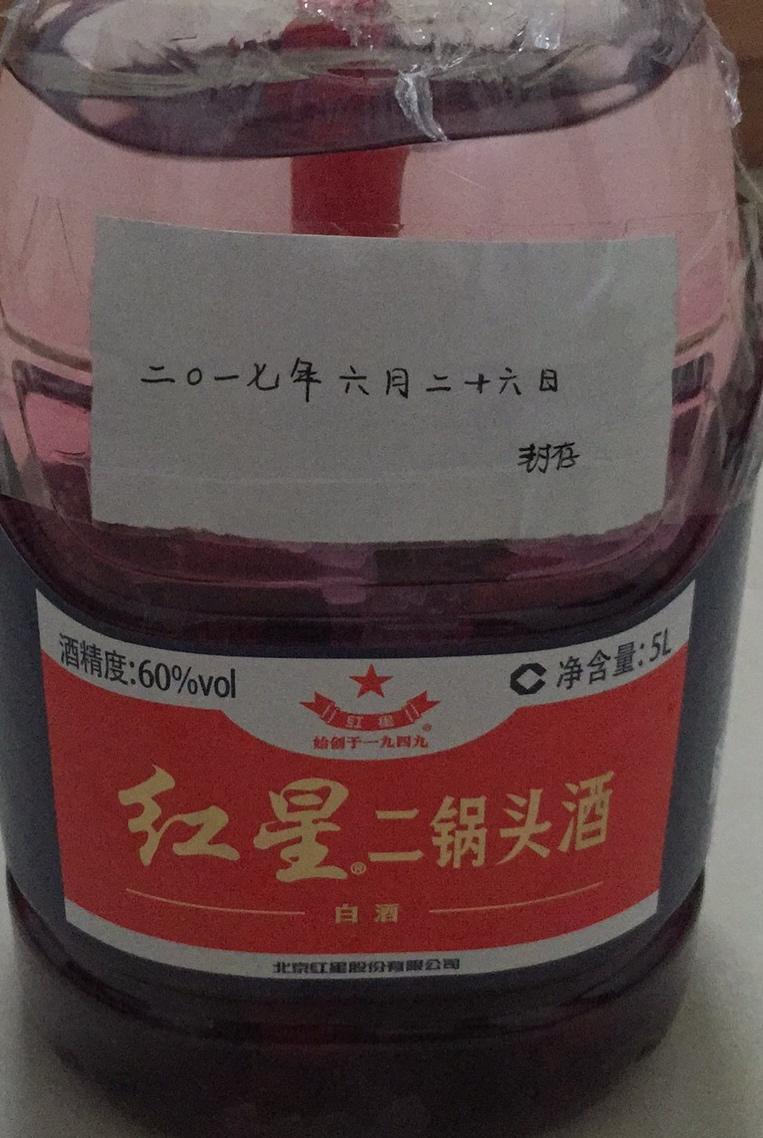 二〇一七年六月二十六日
封存
酒精度:60%vol
净含量:5L
红星
始创于一九四九
红星®二锅头酒
白酒
北京红星股份有限公司